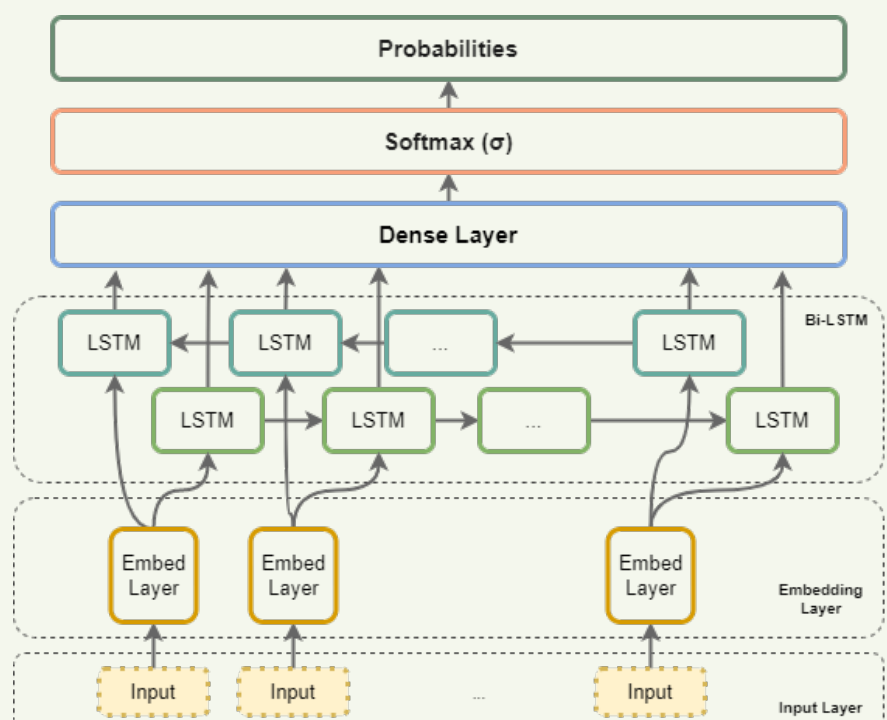 Probabilities
Softmax (σ)
Dense Layer
Bi-LSTM
LSTM
LSTM
...
LSTM
LSTM
LSTM
...
LSTM
Embed
Layer
Embed
Layer
Embed
Layer
Embedding
Layer
Input
Input
...
Input
Input Layer